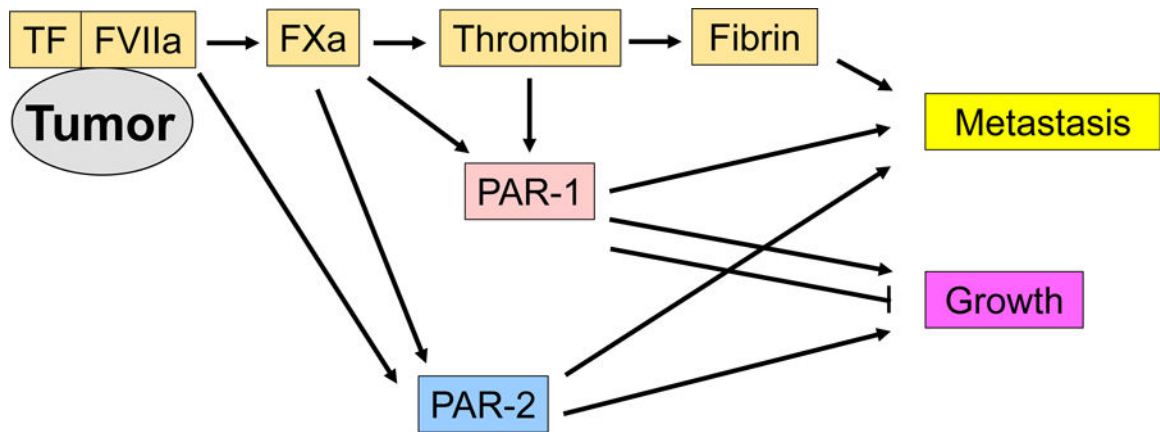 TF FVIIa FXa Thrombin Fibrin
Tumor
Metastasis
PAR-1
Growth
PAR-2